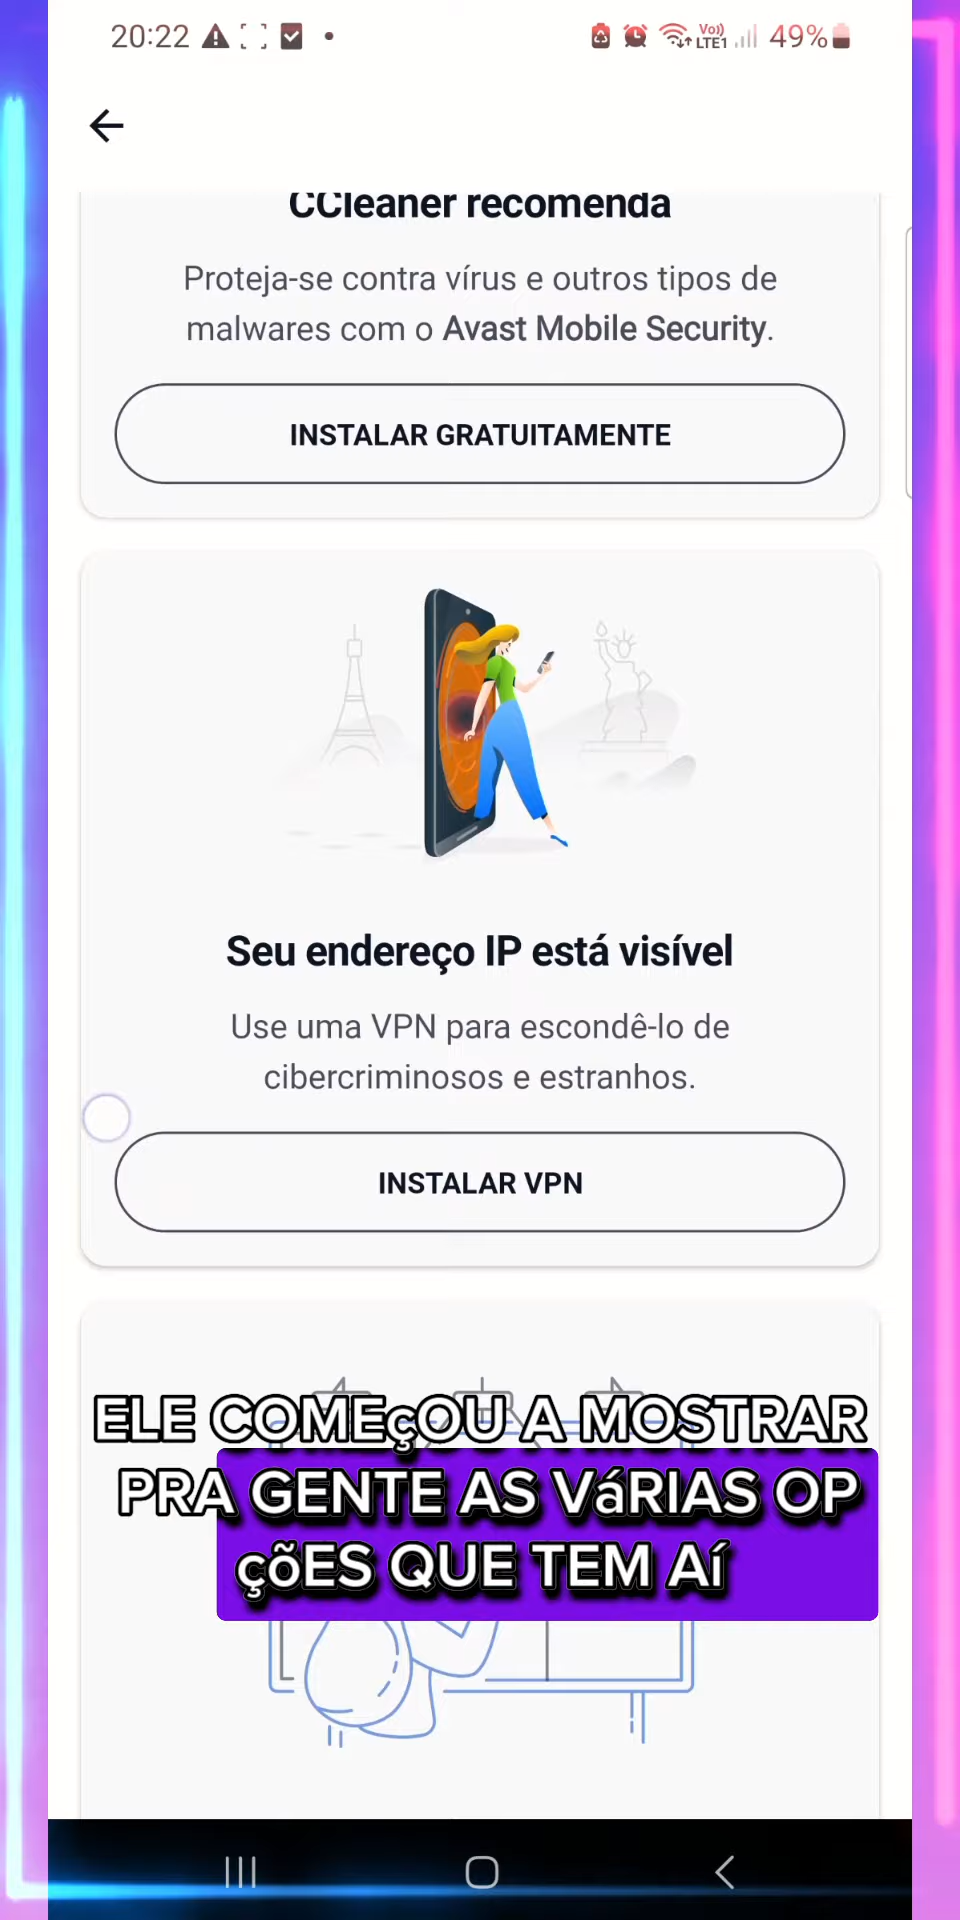 20:22
Vo)) LTE1 49%
CCleaner recomenda
Proteja-se contra vírus e outros tipos de
malwares com o Avast Mobile Security.
INSTALAR GRATUITAMENTE
Seu endereço IP está visível
Use uma VPN para escondê-lo de
cibercriminosos e estranhos.
INSTALAR VPN
ELE COMEçOU A MOSTRAR
PRA GENTE AS VáRIAS OP
çõES QUE TEM Aí